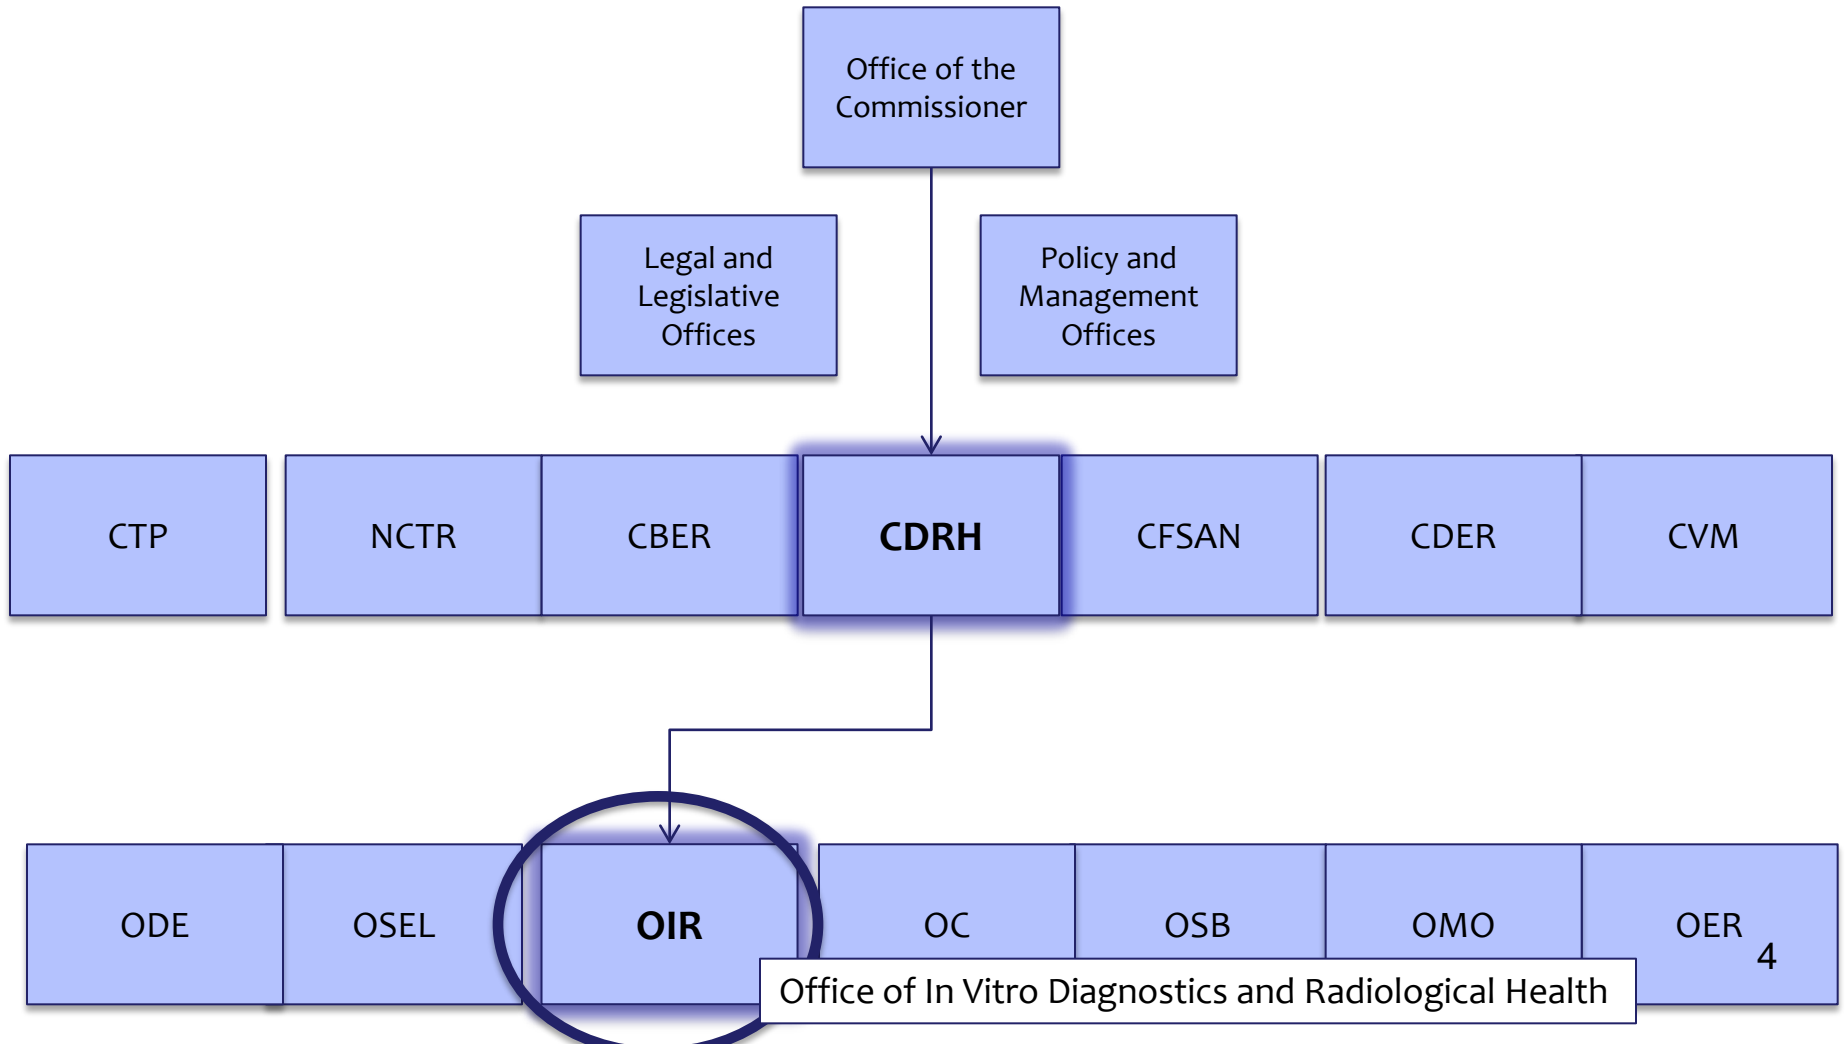 Office of the
Commissioner
Legal and
Legislative
Offices
Policy and
Management
Offices
CTP
NCTR
CBER
CDRH
CFSAN
CDER
CVM
ODE
OSEL
OIR
OC
OSB
OMO
OER
4
Office of In Vitro Diagnostics and Radiological Health